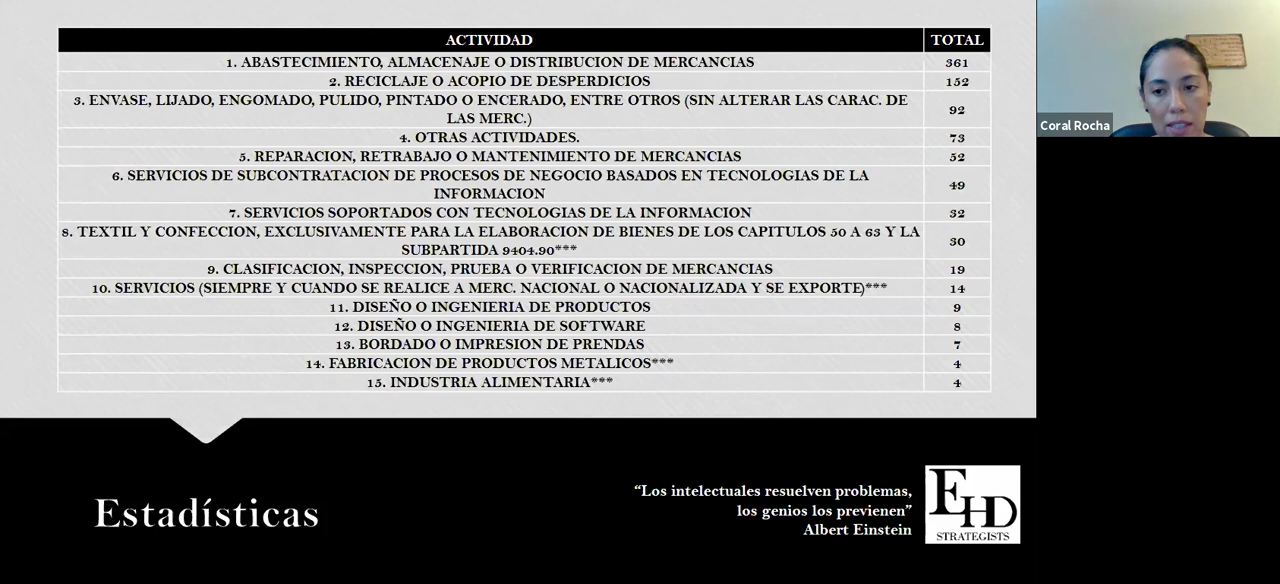 ACTIVIDAD TOTAL
1. ABASTECIMIENTO, ALMACENAJE O DISTRIBUCION DE MERCANCIAS 361
2. RECICLAJE O ACOPIO DE DESPERDICIOS 152
3. ENVASE, LIJADO, ENGOMADO, PULIDO, PINTADO O ENCERADO, ENTRE OTROS (SIN ALTERAR LAS CARAC. DE
LAS MERC.) 92
4. OTRAS ACTIVIDADES. 73
5. REPARACION, RETRABAJO O MANTENIMIENTO DE MERCANCIAS 52
6. SERVICIOS DE SUBCONTRATACION DE PROCESOS DE NEGOCIO BASADOS EN TECNOLOGIAS DE LA
INFORMACION 49
7. SERVICIOS SOPORTADOS CON TECNOLOGIAS DE LA INFORMACION 32
8. TEXTIL Y CONFECCION, EXCLUSIVAMENTE PARA LA ELABORACION DE BIENES DE LOS CAPITULOS 50 A 63 Y LA
SUBPARTIDA 9404.90*** 30
9. CLASIFICACION, INSPECCION, PRUEBA O VERIFICACION DE MERCANCIAS 19
10. SERVICIOS (SIEMPRE Y CUANDO SE REALICE A MERC. NACIONAL O NACIONALIZADA Y SE EXPORTE)*** 14
11. DISEÑO O INGENIERIA DE PRODUCTOS 9
12. DISEÑO O INGENIERIA DE SOFTWARE 8
13. BORDADO O IMPRESION DE PRENDAS 7
14. FABRICACION DE PRODUCTOS METALICOS*** 4
15. INDUSTRIA ALIMENTARIA*** 4
Coral Rocha
Estadísticas
“Los intelectuales resuelven problemas,
los genios los previenen”
Albert Einstein
EHD
STRATEGISTS